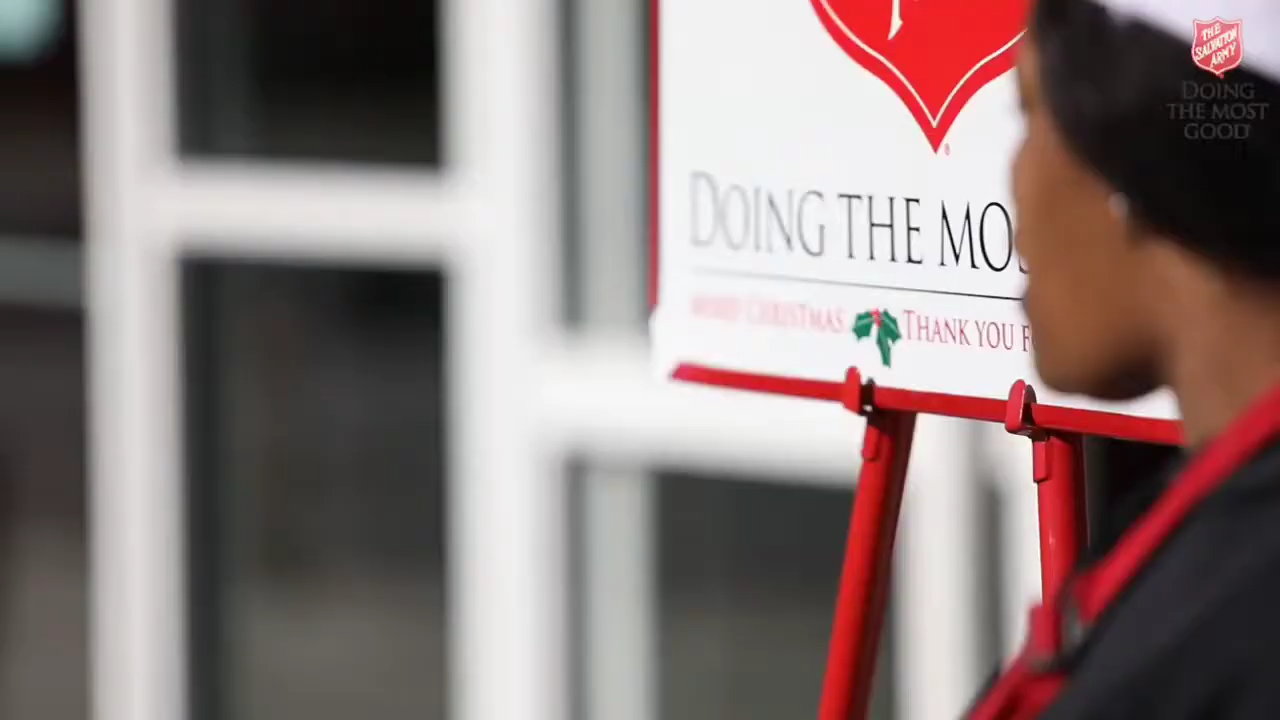 DOING THE MOS
MERRY CHRISTMAS THANK YOU F
THE
SALVATION
ARMY
DOING
THE MOST
GOOD